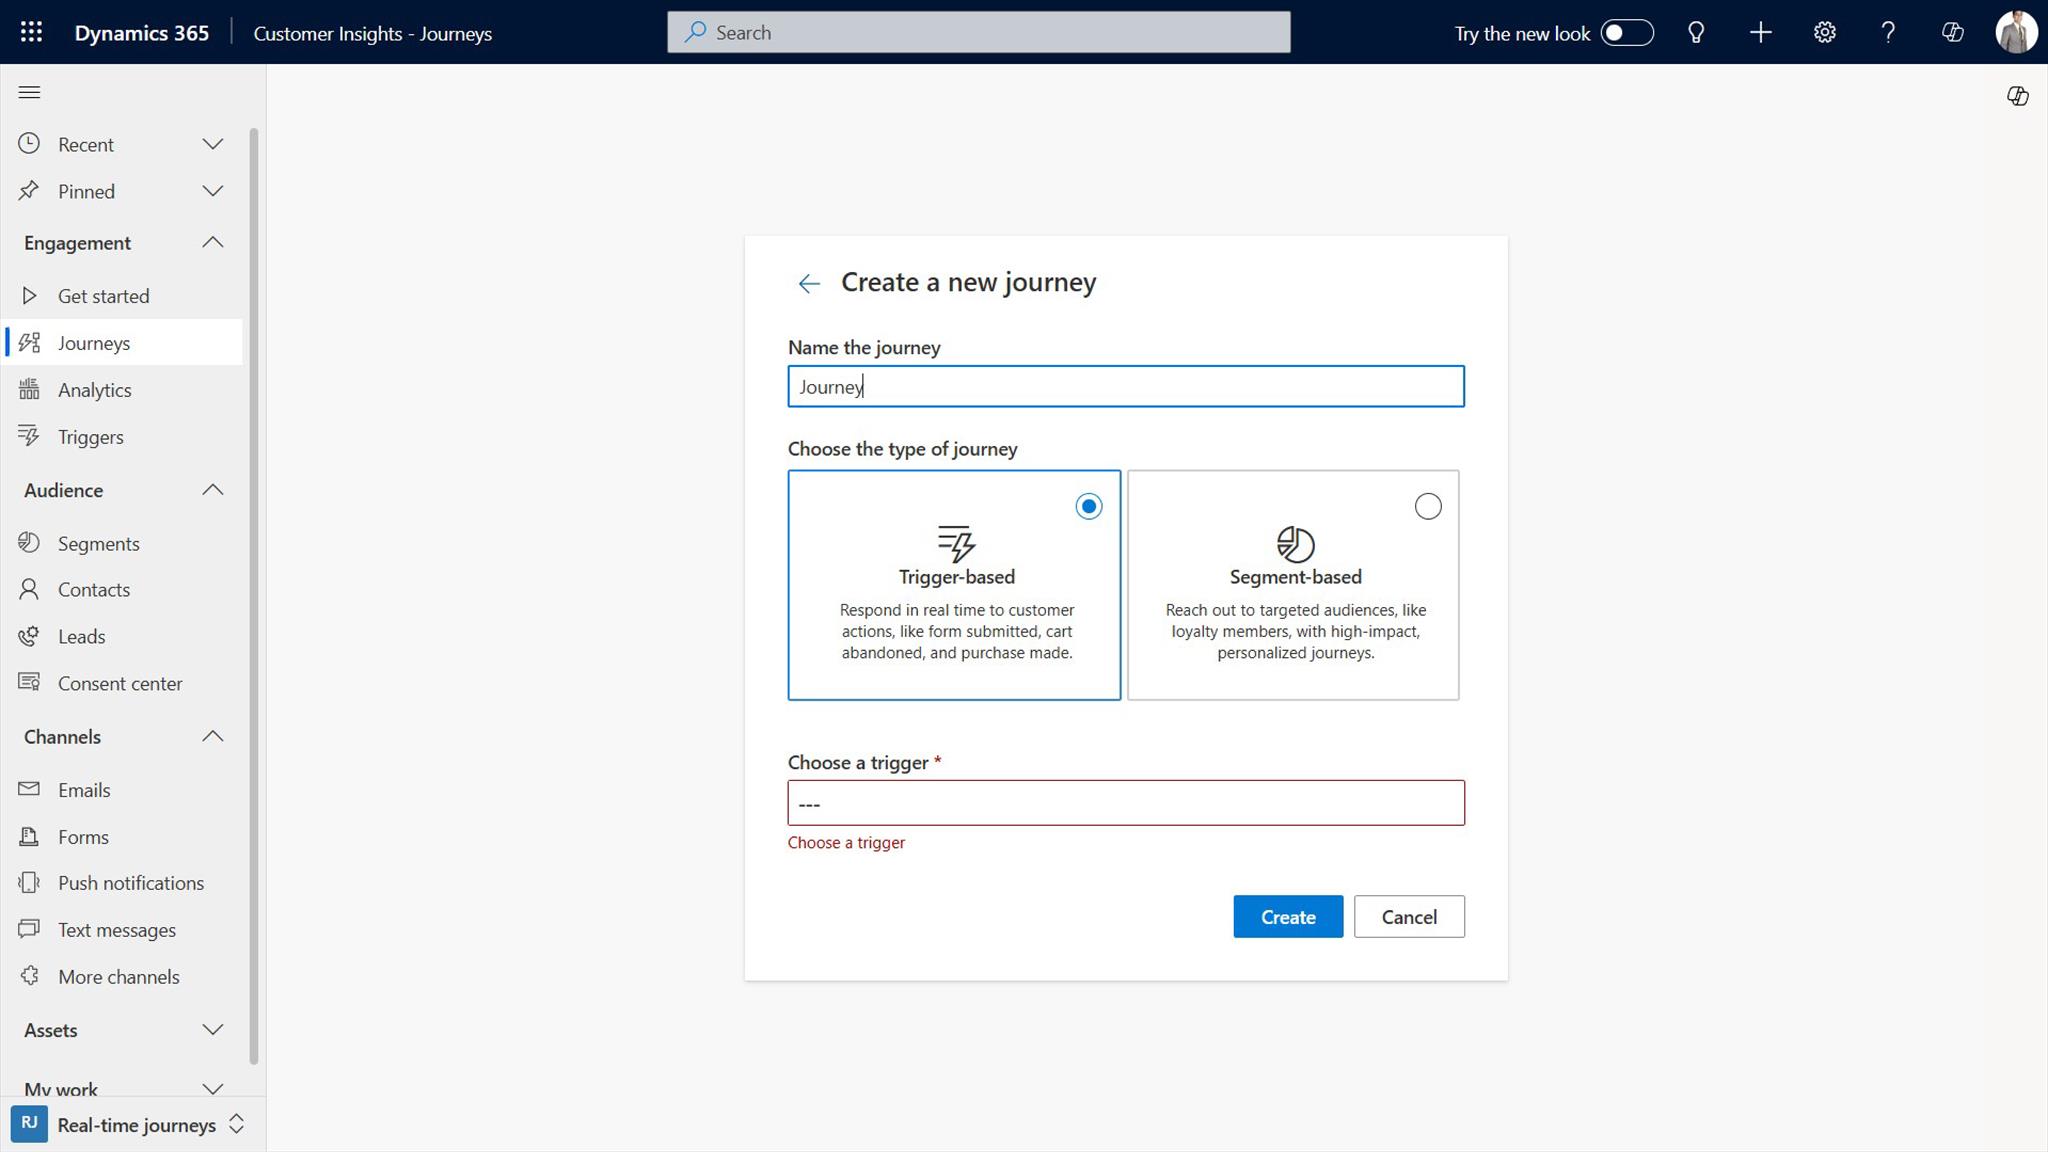 Dynamics 365
Customer Insights - Journeys
Search
Try the new look
Recent
Pinned
Engagement
Get started
Journeys
Analytics
Triggers
Audience
Segments
Contacts
Leads
Consent center
Channels
Emails
Forms
Push notifications
Text messages
More channels
Assets
My work
RJ
Real-time journeys
Create a new journey
Name the journey
Journey
Choose the type of journey
Trigger-based
Respond in real time to customer
actions, like form submitted, cart
abandoned, and purchase made.
Segment-based
Reach out to targeted audiences, like
loyalty members, with high-impact,
personalized journeys.
Choose a trigger *
---
Choose a trigger
Create
Cancel